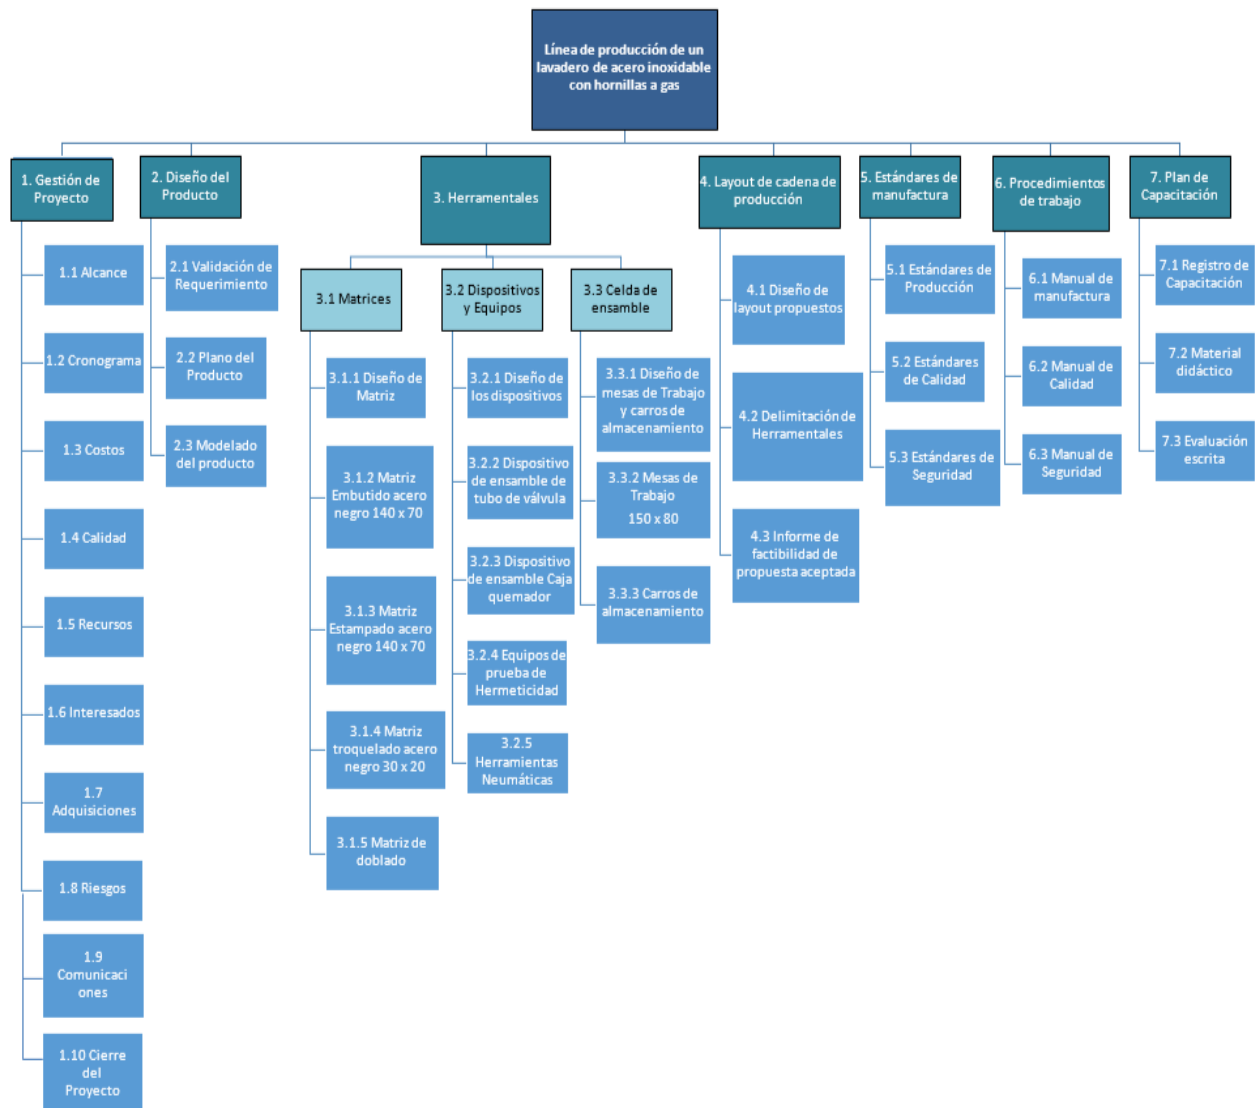 Línea de producción de un
lavadero de acero inoxidable
con hornillas a gas
1. Gestión de
Proyecto
2. Diseño del
Producto
3. Herramentales
4. Layout de cadena de
producción
5. Estándares de
manufactura
6. Procedimientos
de trabajo
7. Plan de
Capacitación
1.1 Alcance
1.2 Cronograma
1.3 Costos
1.4 Calidad
1.5 Recursos
1.6 Interesados
1.7
Adquisiciones
1.8 Riesgos
1.9
Comunicaci
ones
1.10 Cierre
del
Proyecto
2.1 Validación de
Requerimiento
2.2 Plano del
Producto
2.3 Modelado
del producto
3.1 Matrices
3.1.1 Diseño de
Matriz
3.1.2 Matriz
Embutido acero
negro 140 x 70
3.1.3 Matriz
Estampado acero
negro 140 x 70
3.1.4 Matriz
troquelado acero
negro 30 x 20
3.1.5 Matriz de
doblado
3.2 Dispositivos
y Equipos
3.2.1 Diseño de
los dispositivos
3.2.2 Dispositivo
de ensamble de
tubo de válvula
3.2.3 Dispositivo
de ensamble Caja
quemador
3.2.4 Equipos de
prueba de
Hermeticidad
3.2.5
Herramientas
Neumáticas
3.3 Celda de
ensamble
3.3.1 Diseño de
mesas de Trabajo
y carros de
almacenamiento
3.3.2 Mesas de
Trabajo
150 x 80
3.3.3 Carros de
almacenamiento
4.1 Diseño de
layout propuestos
4.2 Delimitación de
Herramentales
4.3 Informe de
factibilidad de
propuesta aceptada
5.1 Estándares de
Producción
5.2 Estándares
de Calidad
5.3 Estándares de
Seguridad
6.1 Manual de
manufactura
6.2 Manual de
Calidad
6.3 Manual de
Seguridad
7.1 Registro de
Capacitación
7.2 Material
didáctico
7.3 Evaluación
escrita